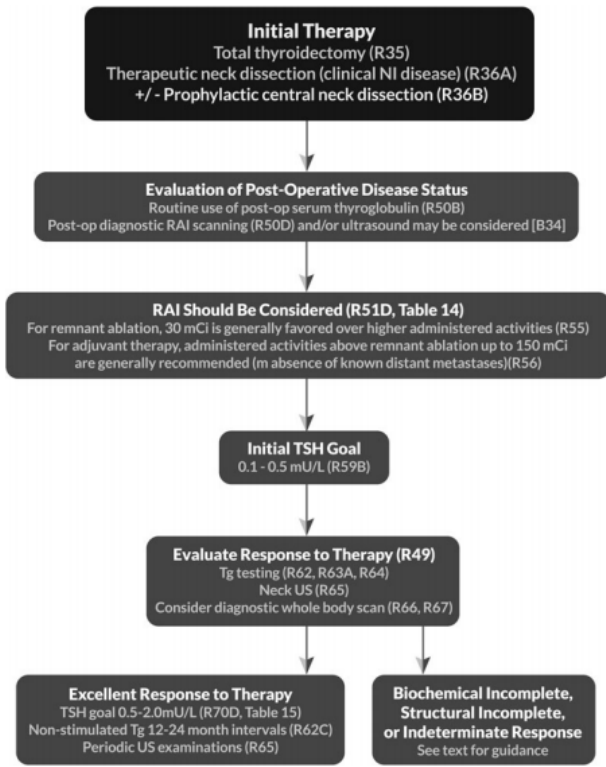 Initial Therapy
Total thyroidectomy (R35)
Therapeutic neck dissection (clinical NI disease) (R36A)
+/- Prophylactic central neck dissection (R36B)
Evaluation of Post-Operative Disease Status
Routine use of post-op serum thyroglobulin (R50B)
Post-op diagnostic RAI scanning (R50D) and/or ultrasound may be considered [B34]
RAI Should Be Considered (R51D, Table 14)
For remnant ablation, 30 mCi is generally favored over higher administered activities (R55)
For adjuvant therapy, administered activities above remnant ablation up to 150 mCi
are generally recommended (m absence of known distant metastases)(R56)
Initial TSH Goal
0.1 - 0.5 mU/L (R59B)
Evaluate Response to Therapy (R49)
Tg testing (R62, R63A, R64)
Neck US (R65)
Consider diagnostic whole body scan (R66, R67)
Excellent Response to Therapy
TSH goal 0.5-2.0mU/L (R70D, Table 15)
Non-stimulated Tg 12-24 month intervals (R62C)
Periodic US examinations (R65)
Biochemical Incomplete,
Structural Incomplete,
or Indeterminate Response
See text for guidance